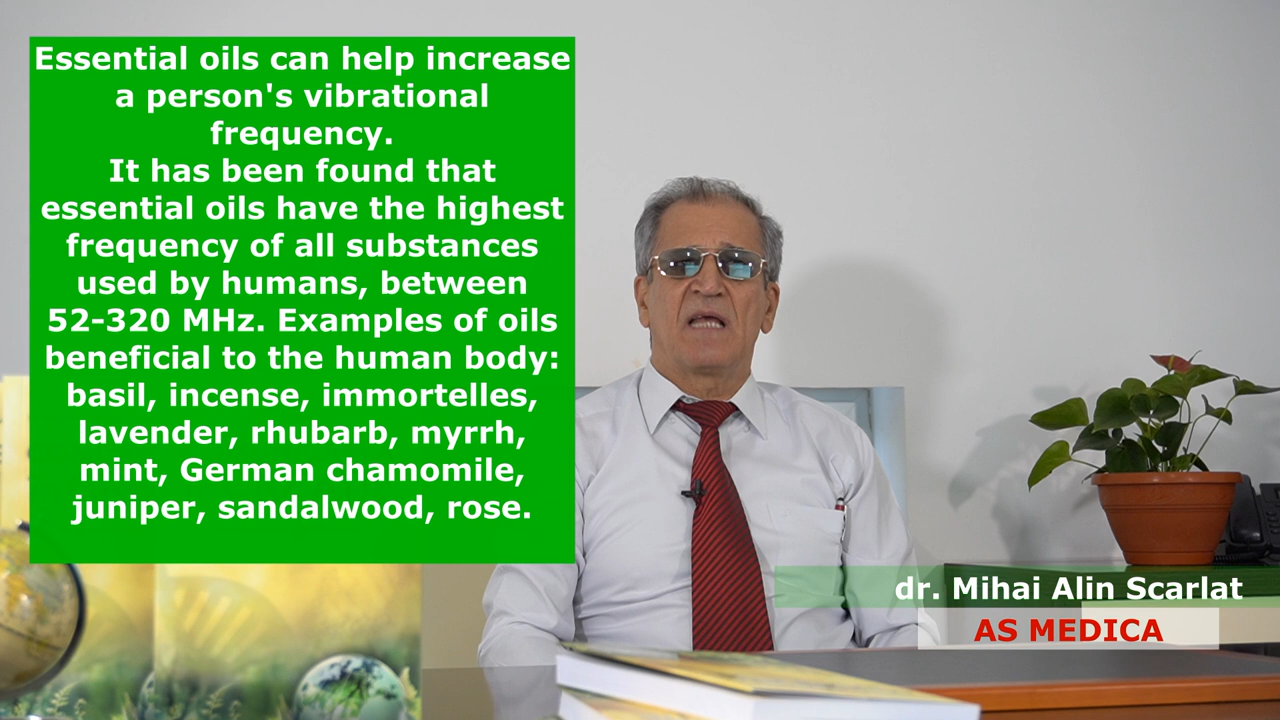 Essential oils can help increase
a person's vibrational
frequency.
It has been found that
essential oils have the highest
frequency of all substances
used by humans, between
52-320 MHz. Examples of oils
beneficial to the human body:
basil, incense, immortelles,
lavender, rhubarb, myrrh,
mint, German chamomile,
juniper, sandalwood, rose.
dr. Mihai Alin Scarlat
AS MEDICA